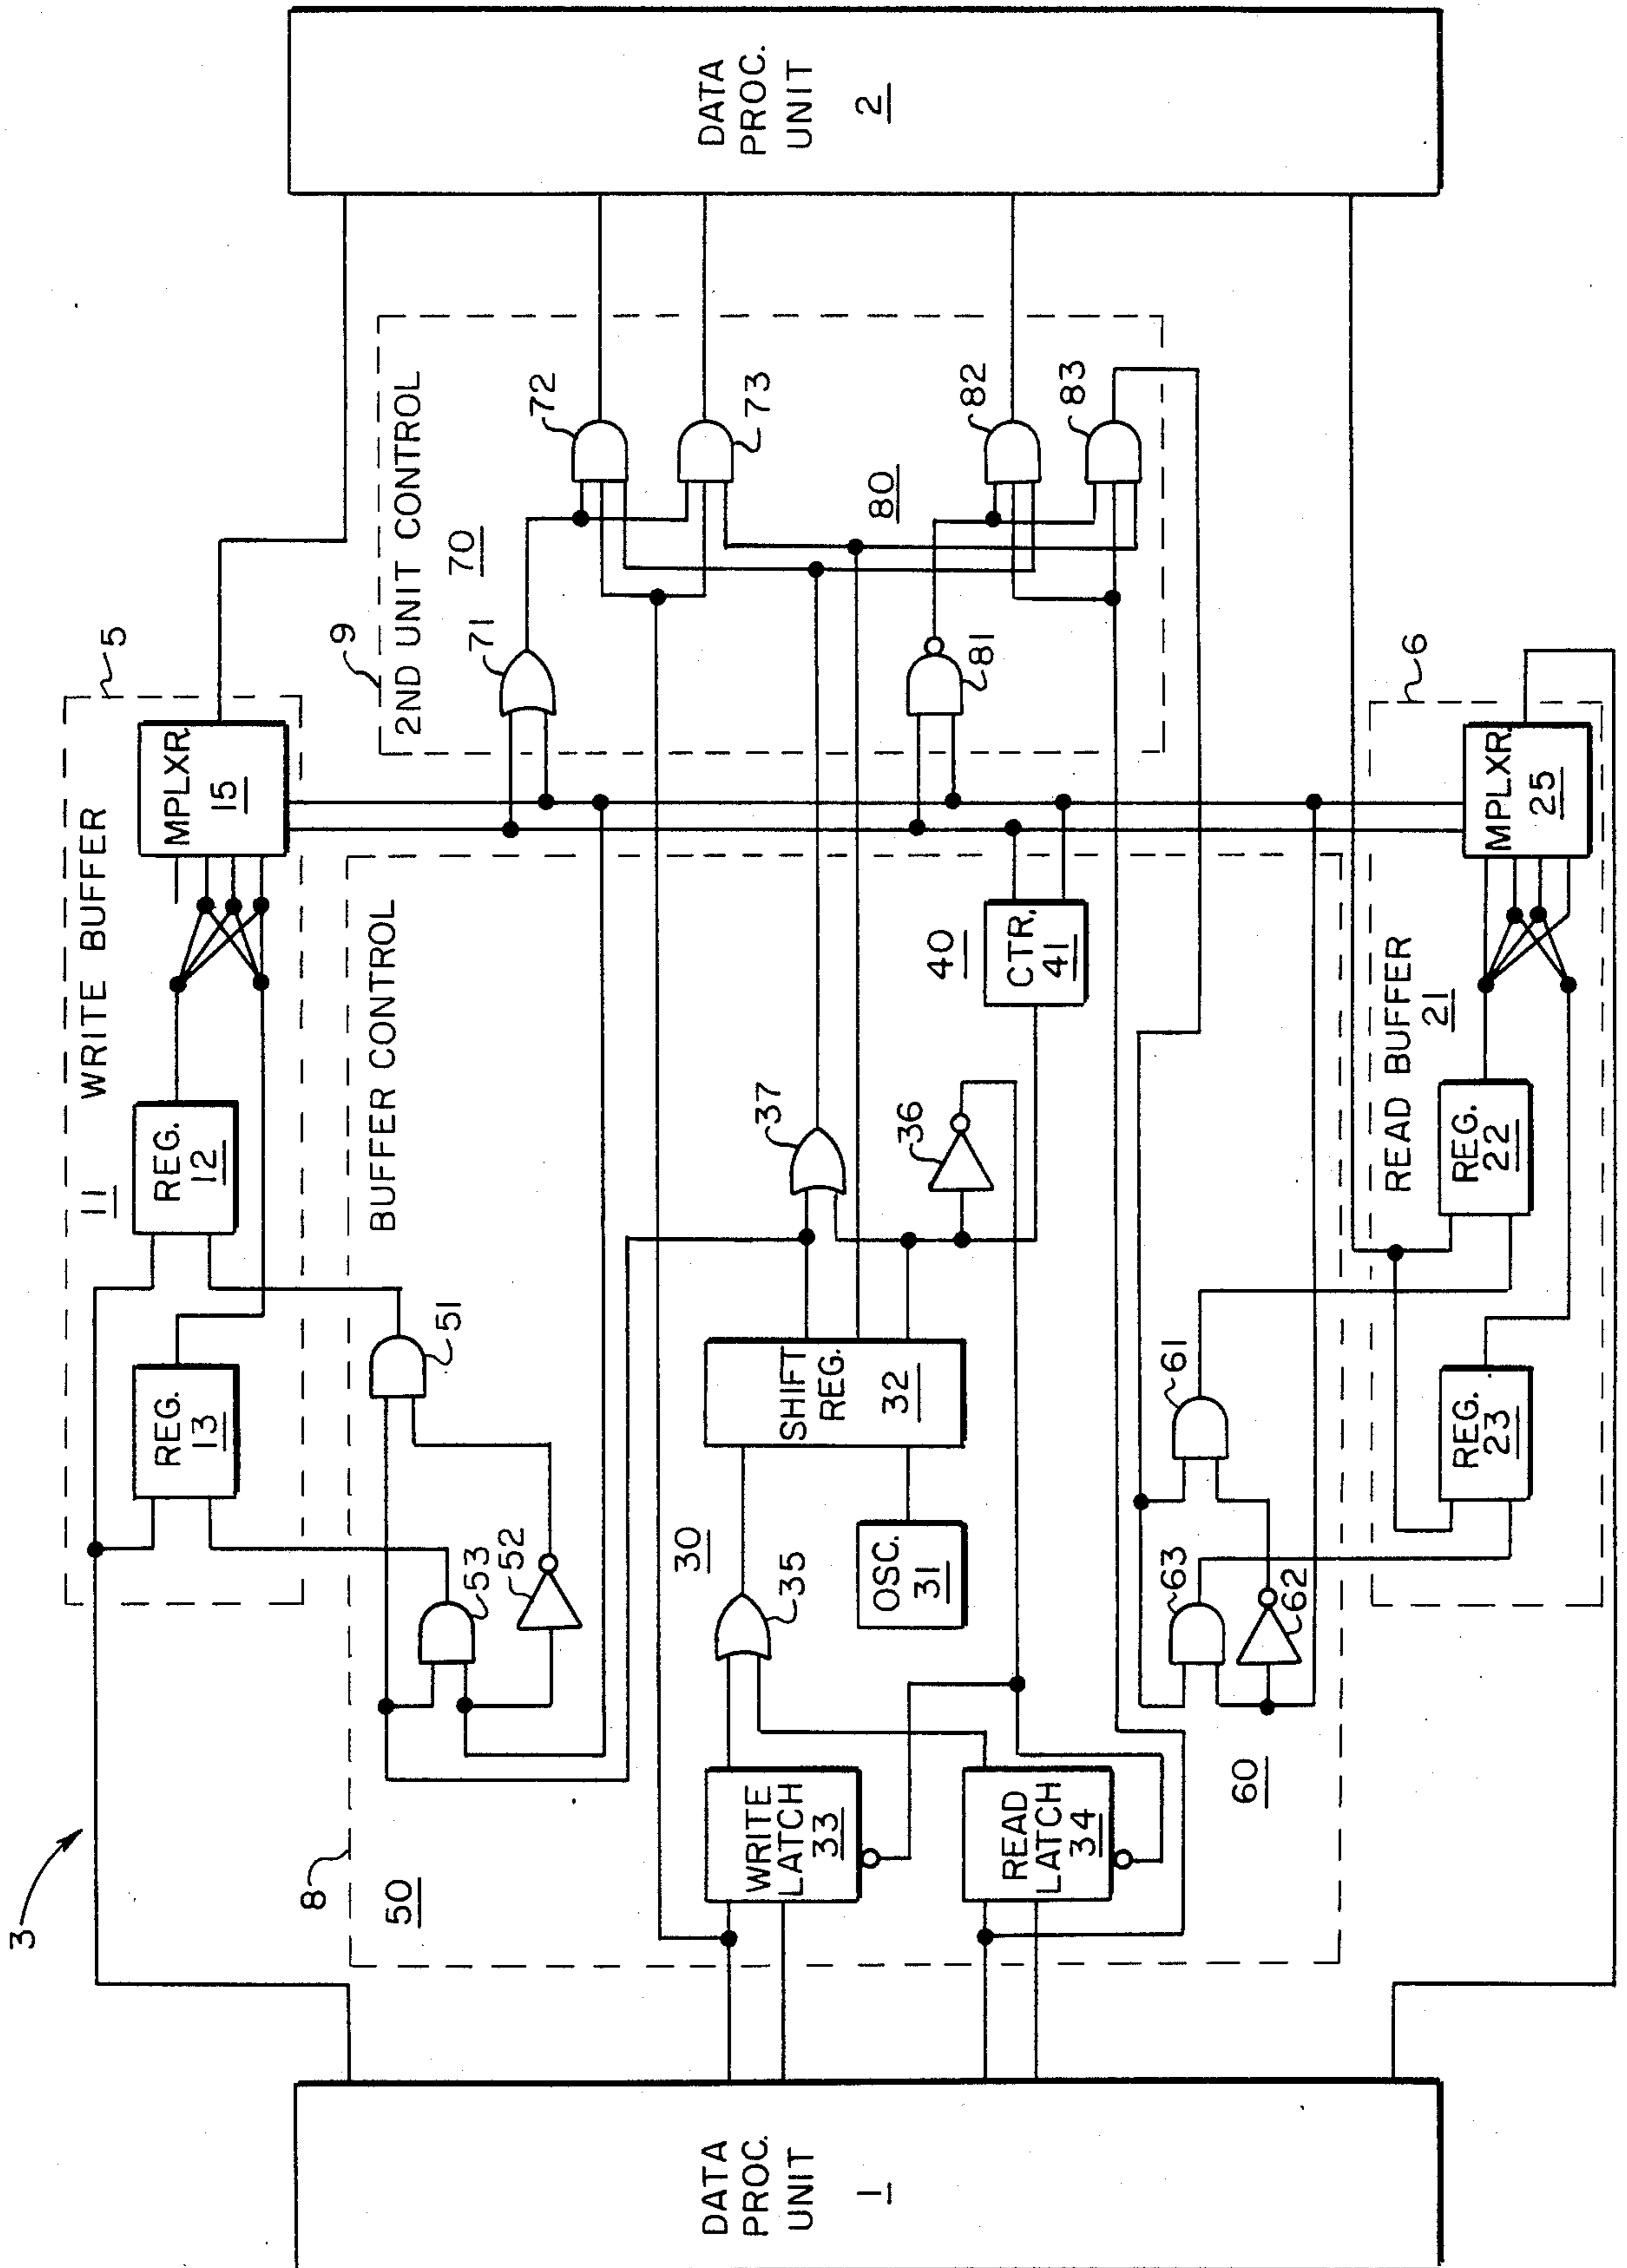 3
DATA
PROC.
UNIT
1
DATA
PROC.
UNIT
2
5
WRITE BUFFER
11
REG.
13
REG.
12
MPLXR.
15
8
BUFFER CONTROL
50
51
52
53
30
WRITE
LATCH
33
READ
LATCH
34
35
OSC.
31
SHIFT
REG.
32
37
36
40
CTR.
41
60
61
62
63
9
2ND UNIT CONTROL
70
71
72
73
80
81
82
83
6
READ BUFFER
21
REG.
23
REG.
22
MPLXR.
25